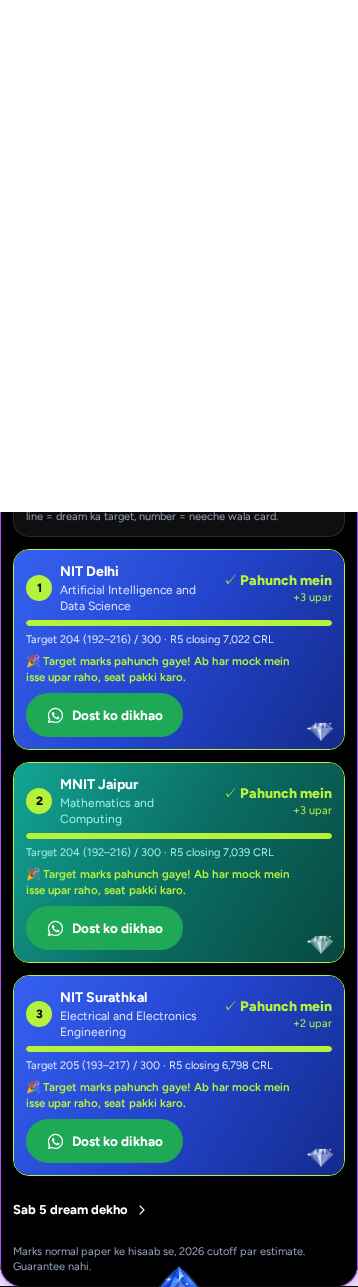 line = dream ka target, number = neeche wala card.
1
NIT Delhi
Artificial Intelligence and
Data Science
✓ Pahunch mein
+3 upar
Target 204 (192–216) / 300 · R5 closing 7,022 CRL
🎉 Target marks pahunch gaye! Ab har mock mein
isse upar raho, seat pakki karo.
Dost ko dikhao
2
MNIT Jaipur
Mathematics and
Computing
✓ Pahunch mein
+3 upar
Target 204 (192–216) / 300 · R5 closing 7,039 CRL
🎉 Target marks pahunch gaye! Ab har mock mein
isse upar raho, seat pakki karo.
Dost ko dikhao
3
NIT Surathkal
Electrical and Electronics
Engineering
✓ Pahunch mein
+2 upar
Target 205 (193–217) / 300 · R5 closing 6,798 CRL
🎉 Target marks pahunch gaye! Ab har mock mein
isse upar raho, seat pakki karo.
Dost ko dikhao
Sab 5 dream dekho >
Marks normal paper ke hisaab se, 2026 cutoff par estimate.
Guarantee nahi.